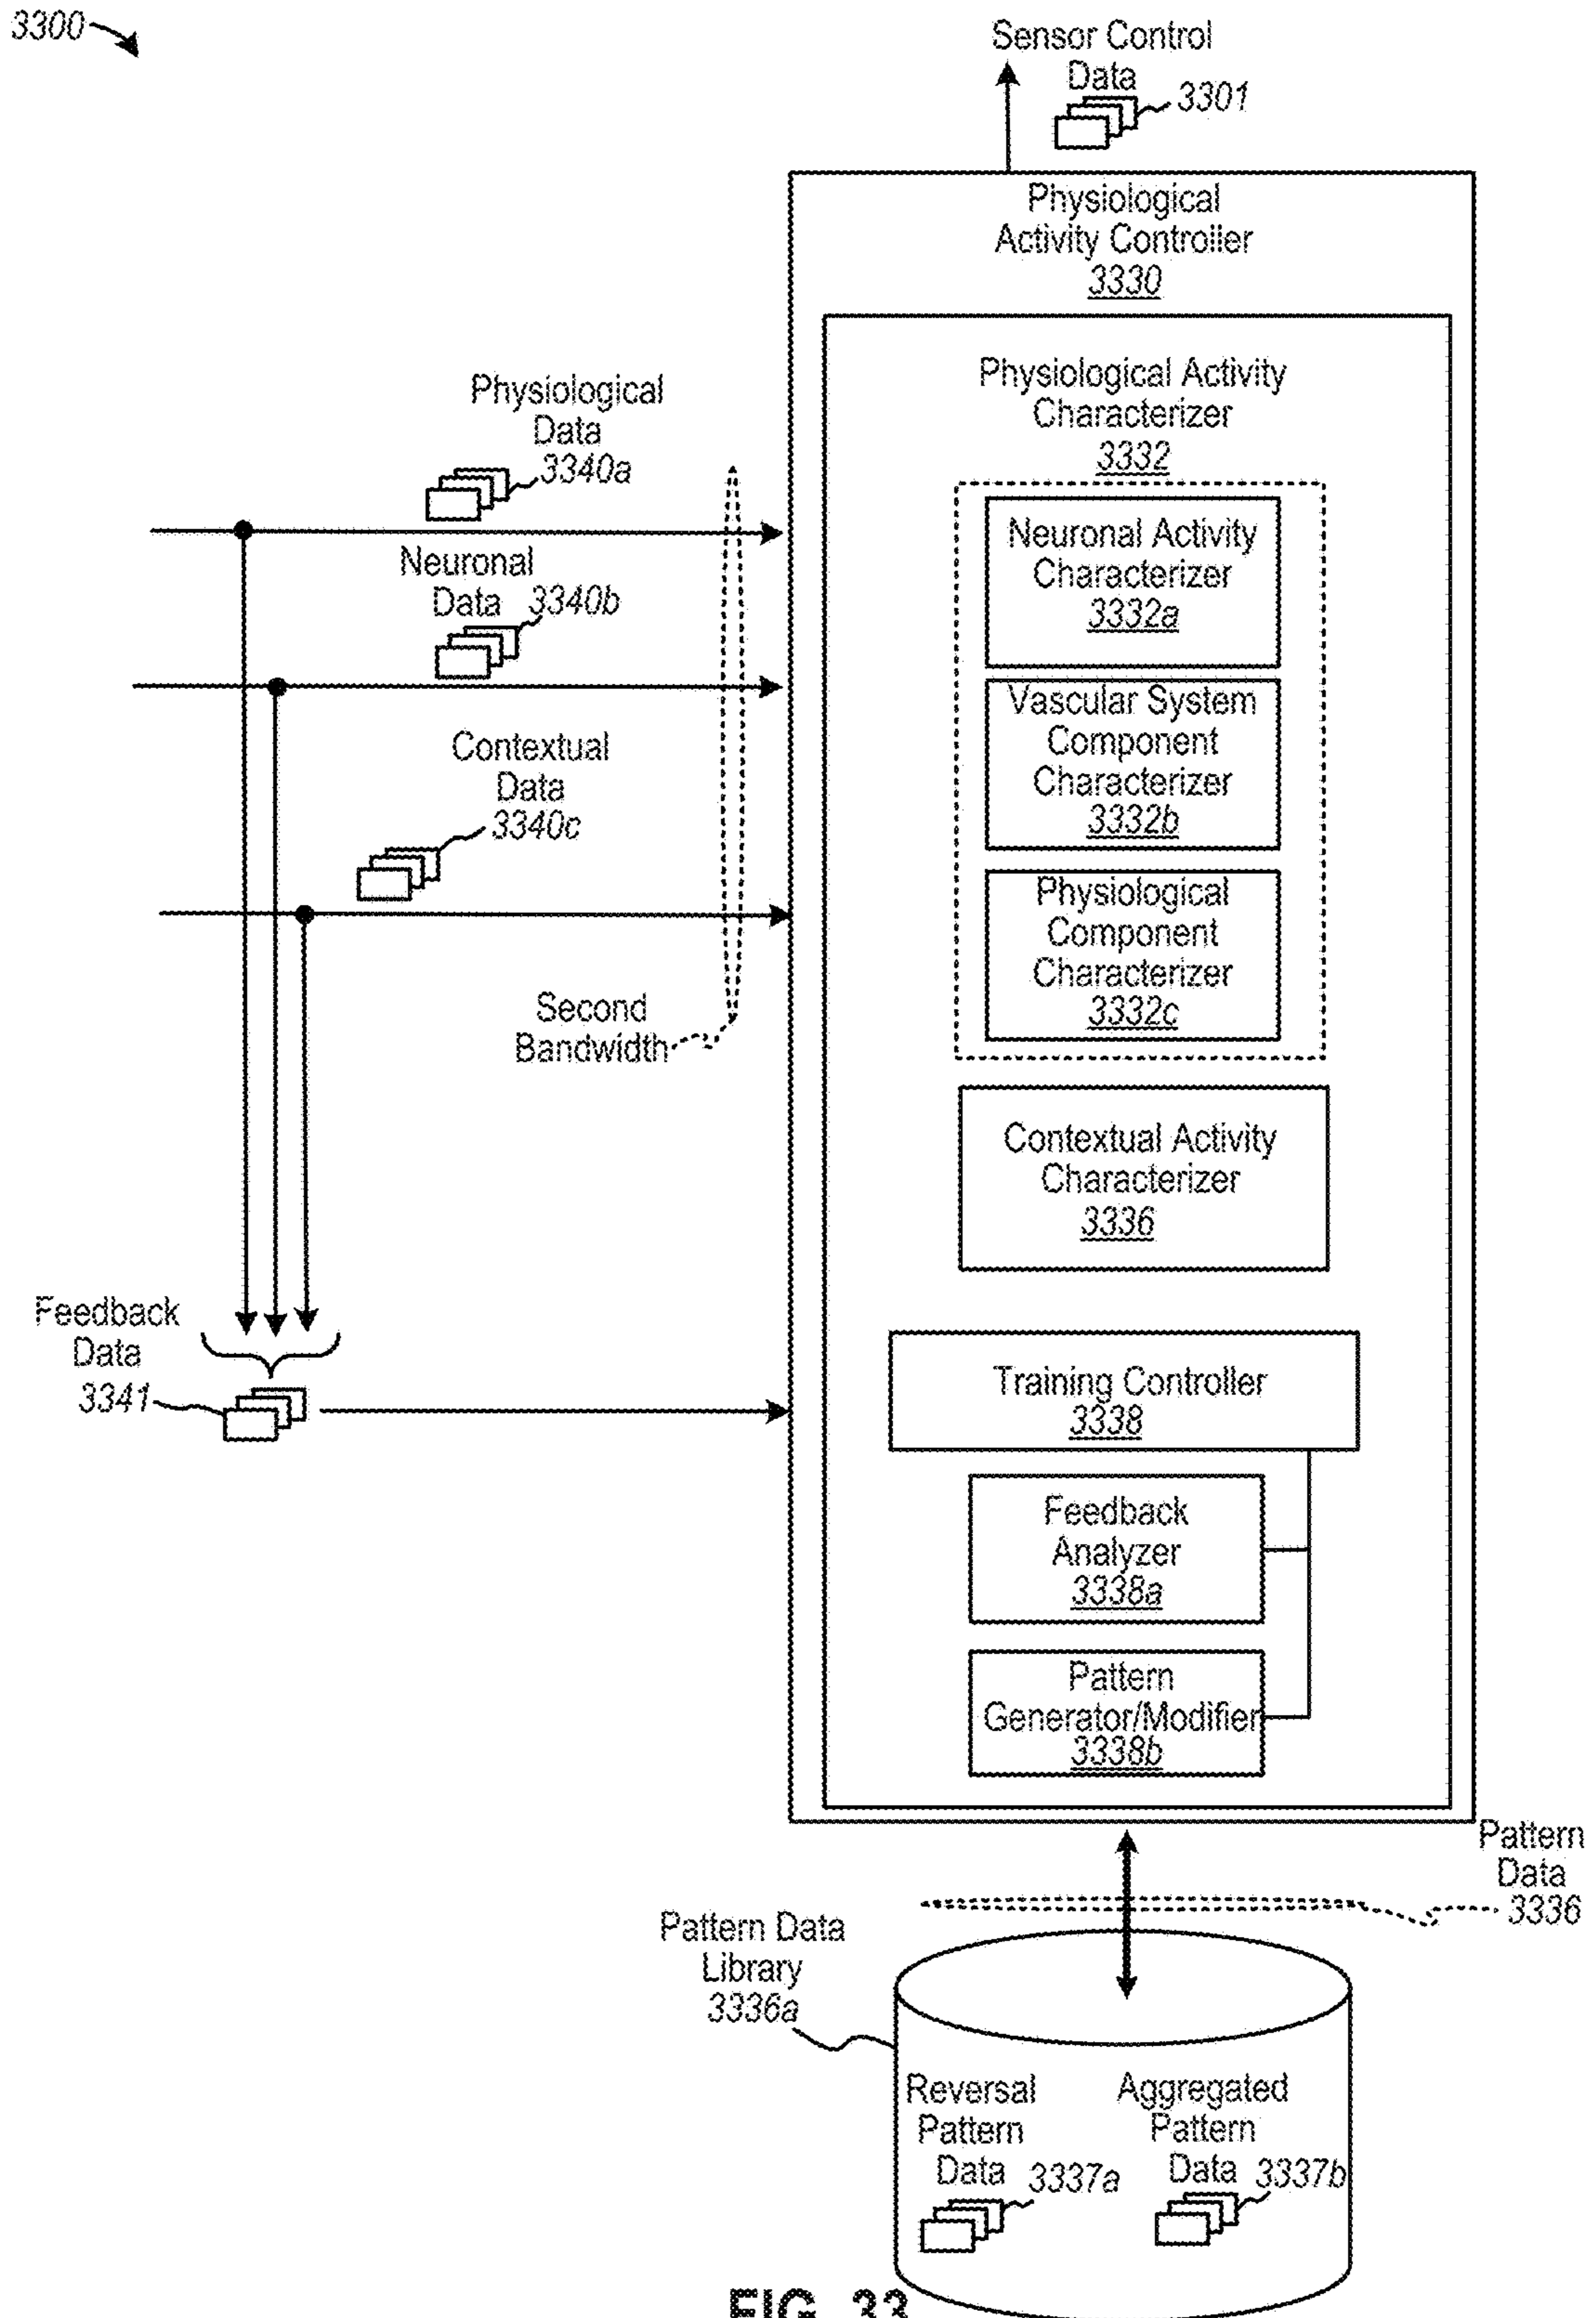 3300
Sensor Control
Data
3301
Physiological
Activity Controller
3330
Physiological Activity
Characterizer
3332
Neuronal Activity
Characterizer
3332a
Vascular System
Component
Characterizer
3332b
Physiological
Component
Characterizer
3332c
Contextual Activity
Characterizer
3336
Training Controller
3338
Feedback
Analyzer
3338a
Pattern
Generator/Modifier
3338b
Physiological
Data
3340a
Neuronal
Data 3340b
Contextual
Data
3340c
Second
Bandwidth
Feedback
Data
3341
Pattern
Data
3336
Pattern Data
Library
3336a
Reversal
Pattern
Data 3337a
Aggregated
Pattern
Data 3337b
FIG. 33